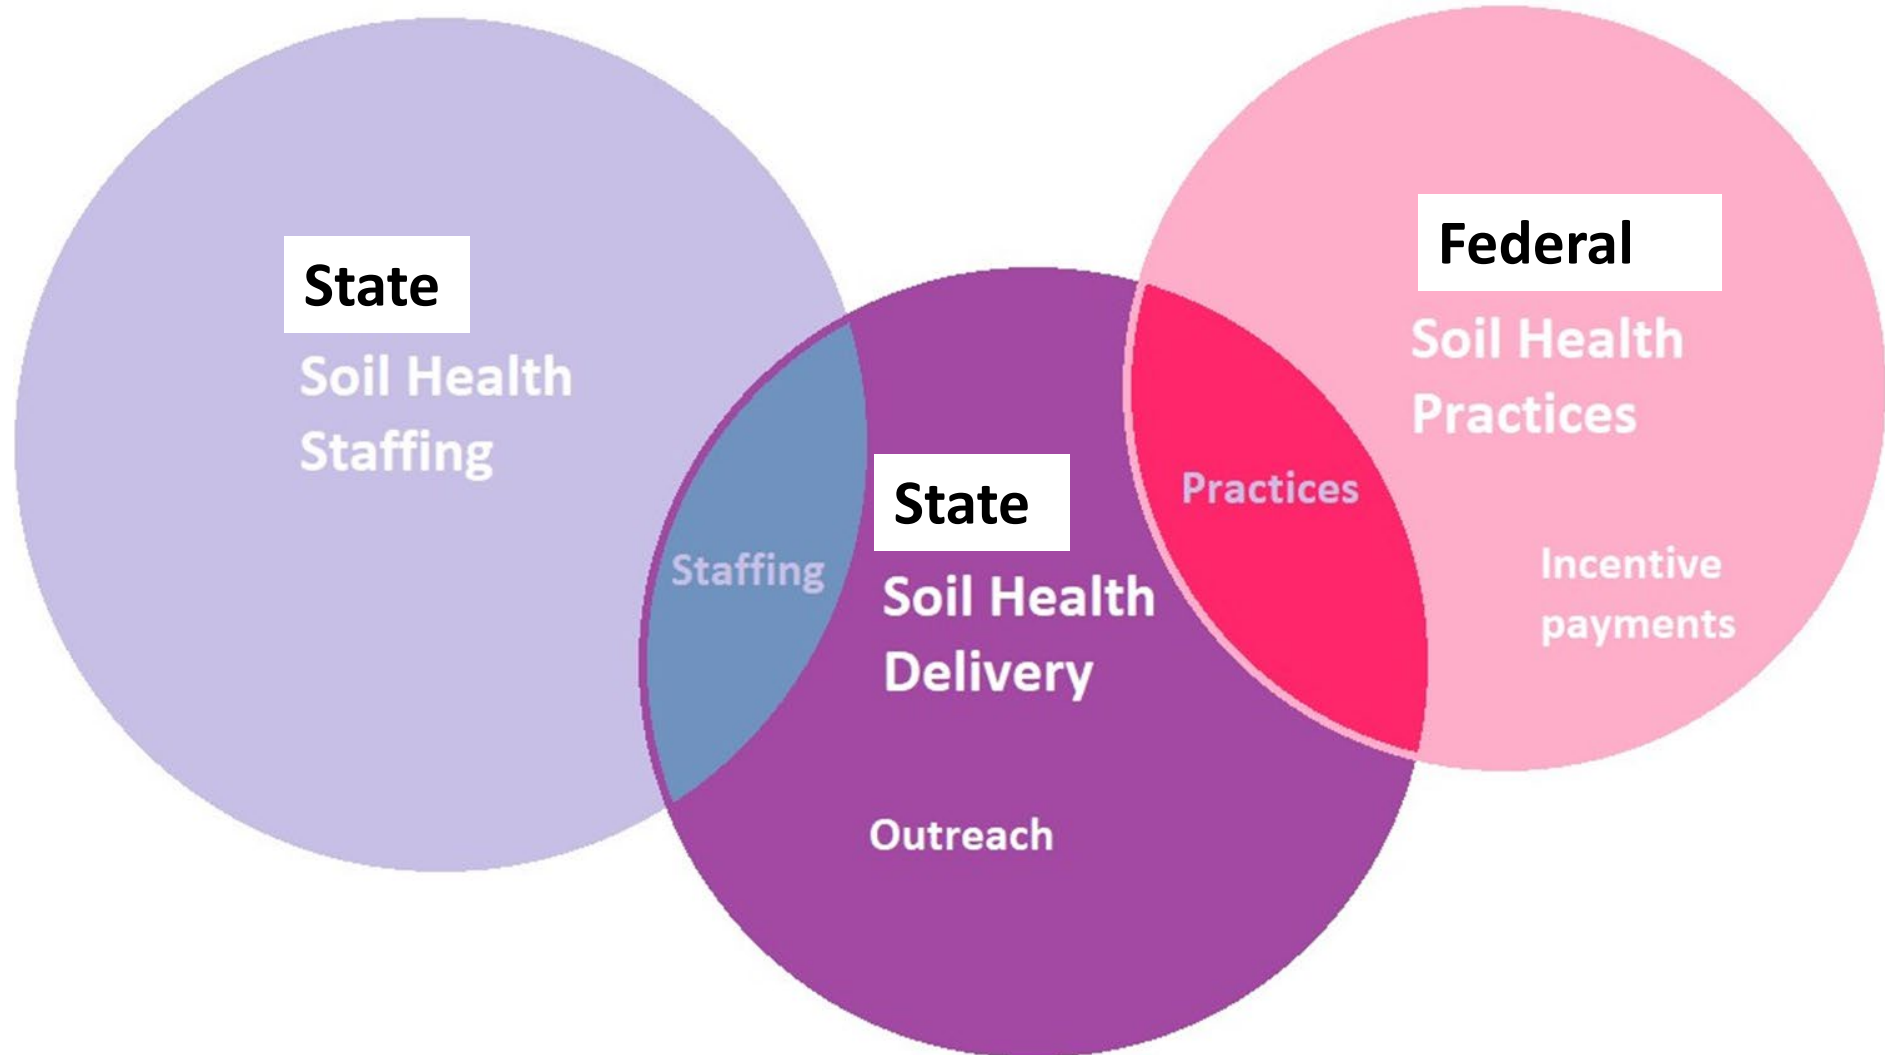 State
Soil Health
Staffing
Staffing
State
Soil Health
Delivery
Outreach
Practices
Federal
Soil Health
Practices
Incentive
payments